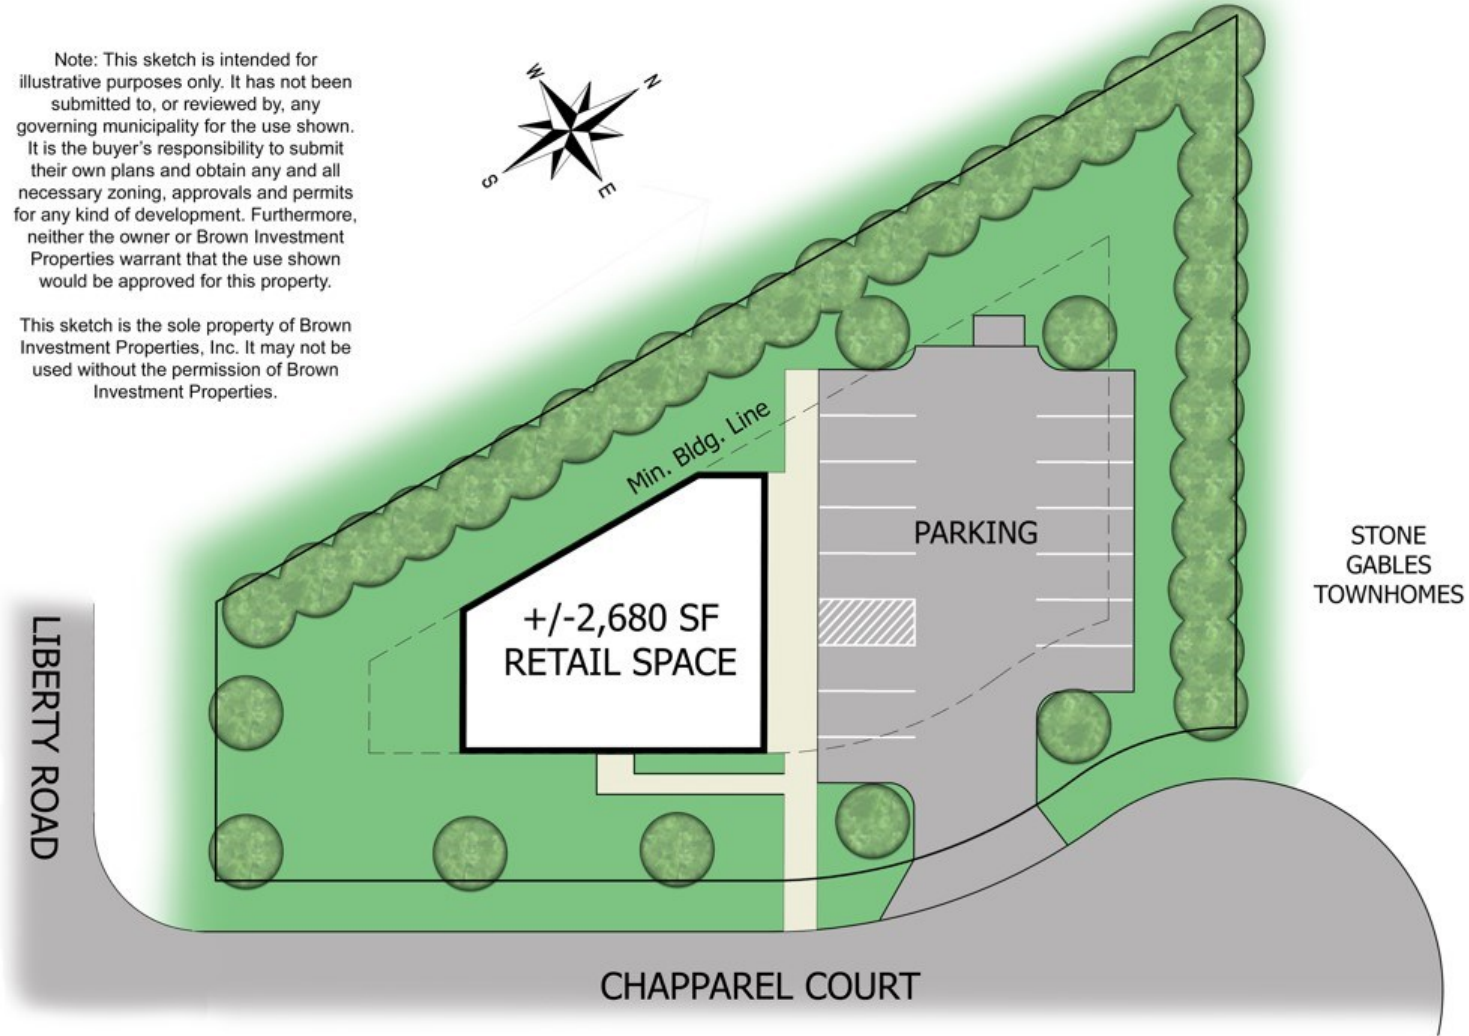 Note: This sketch is intended for
illustrative purposes only. It has not been
submitted to, or reviewed by, any
governing municipality for the use shown.
It is the buyer's responsibility to submit
their own plans and obtain any and all
necessary zoning, approvals and permits
for any kind of development. Furthermore,
neither the owner or Brown Investment
Properties warrant that the use shown
would be approved for this property.
This sketch is the sole property of Brown
Investment Properties, Inc. It may not be
used without the permission of Brown
Investment Properties.
W
N
S
E
Min. Bldg. Line
PARKING
+/-2,680 SF
RETAIL SPACE
STONE
GABLES
TOWNHOMES
LIBERTY ROAD
CHAPPAREL COURT